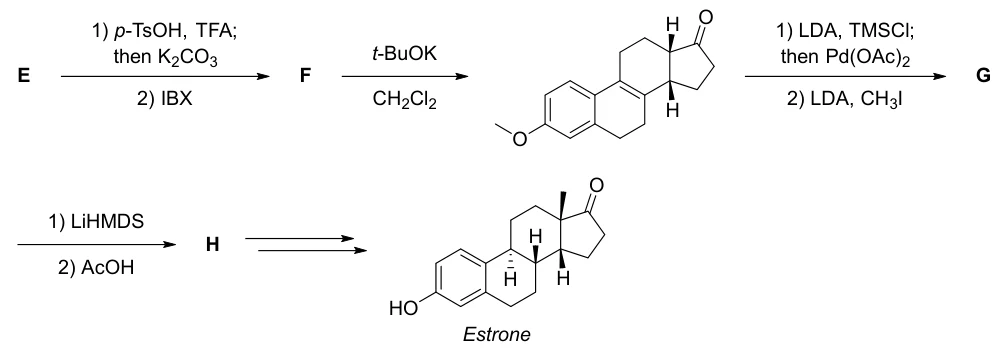 E
1) p-TsOH, TFA;
then K₂CO₃
2) IBX
F
t-BuOK
CH₂Cl₂
H
O
H
O
1) LDA, TMSCl;
then Pd(OAc)₂
2) LDA, CH₃I
G
1) LiHMDS
2) AcOH
H
O
H
H
H
HO
Estrone